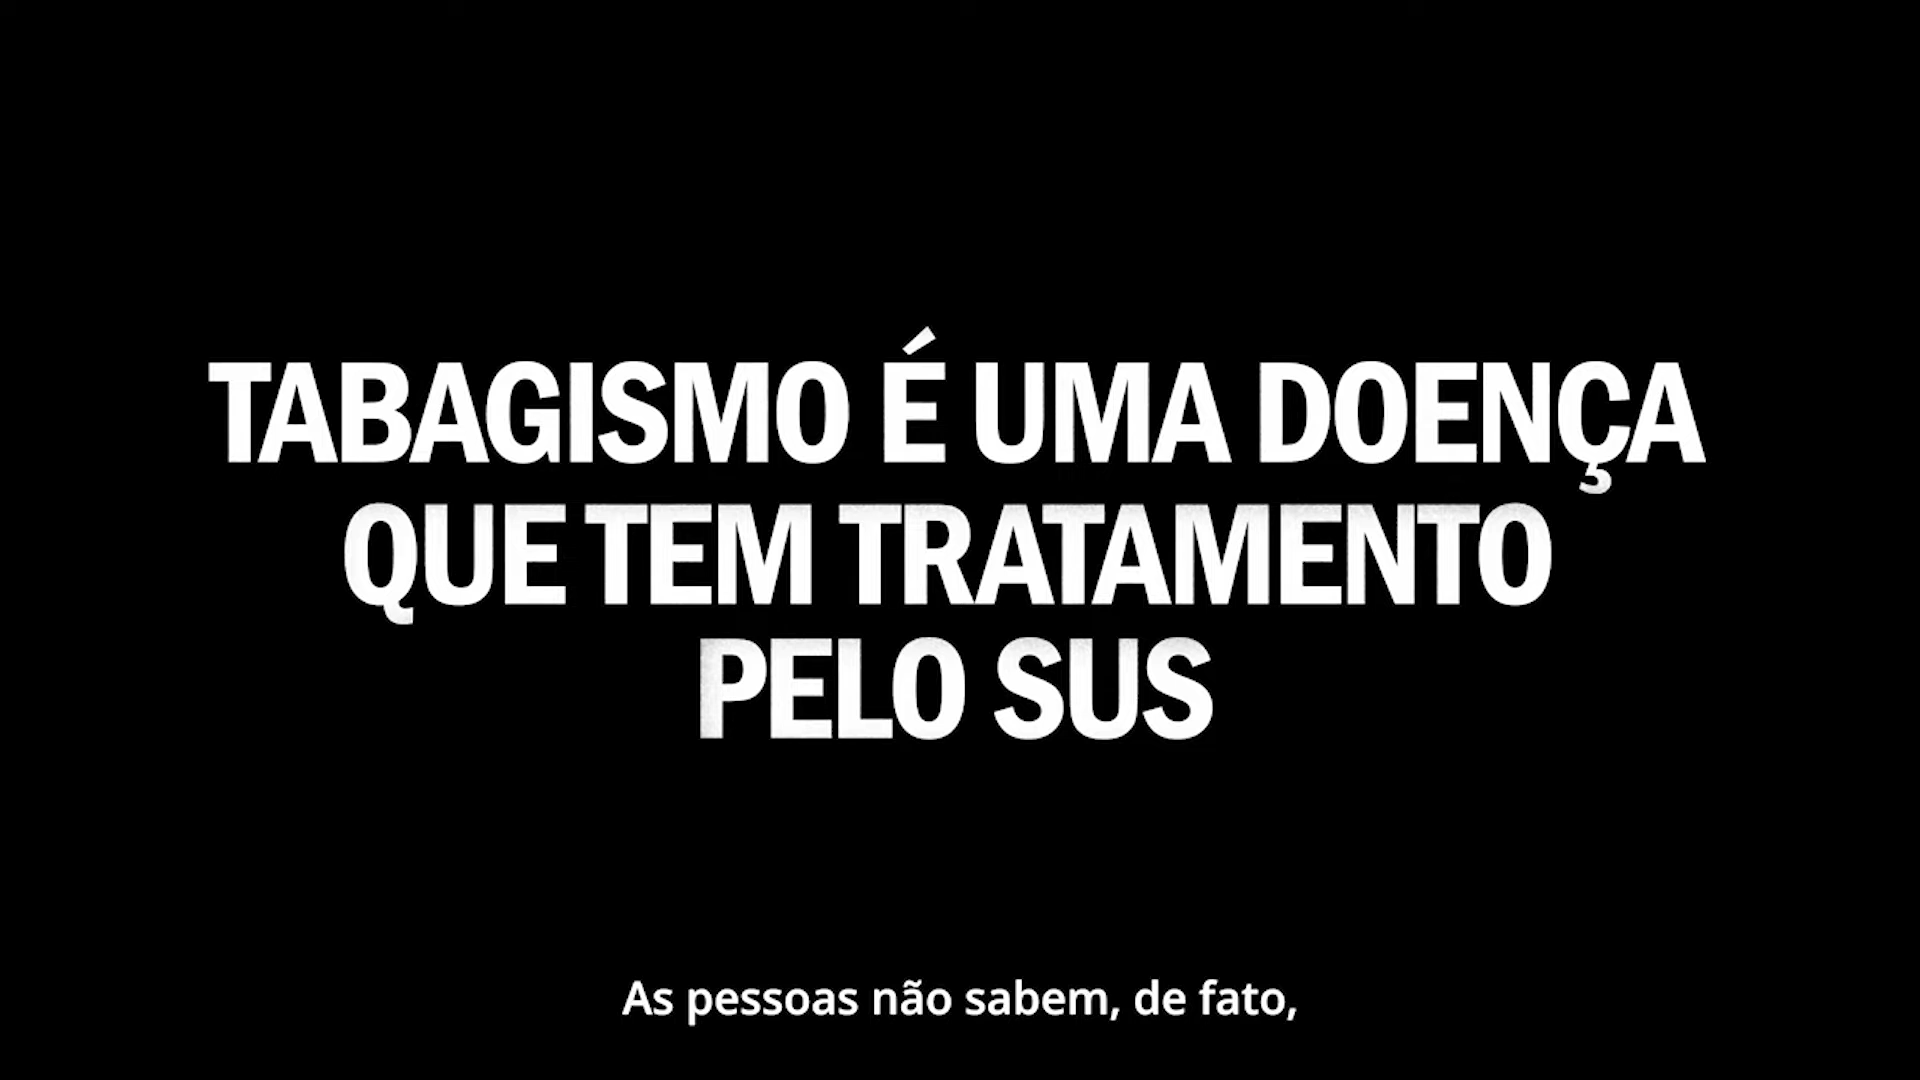 TABAGISMO É UMA DOENÇA
QUE TEM TRATAMENTO
PELO SUS
As pessoas não sabem, de fato,